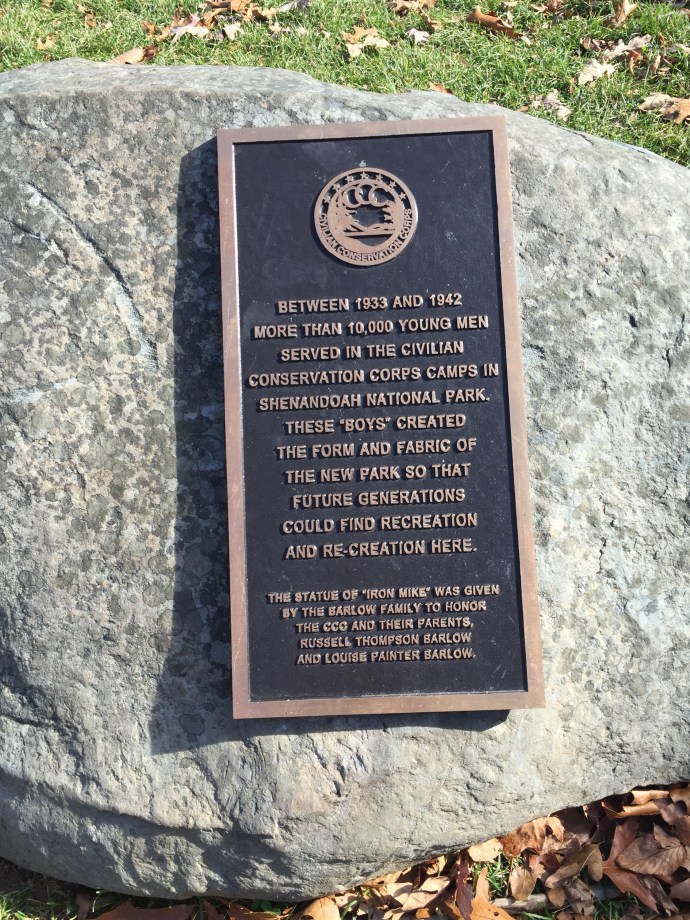 CCC
CIVILIAN CONSERVATION CORPS
BETWEEN 1933 AND 1942
MORE THAN 10,000 YOUNG MEN
SERVED IN THE CIVILIAN
CONSERVATION CORPS CAMPS IN
SHENANDOAH NATIONAL PARK.
THESE "BOYS" CREATED
THE FORM AND FABRIC OF
THE NEW PARK SO THAT
FUTURE GENERATIONS
COULD FIND RECREATION
AND RE-CREATION HERE.
THE STATUE OF "IRON MIKE" WAS GIVEN
BY THE BARLOW FAMILY TO HONOR
THE CCC AND THEIR PARENTS,
RUSSELL THOMPSON BARLOW
AND LOUISE PAINTER BARLOW.